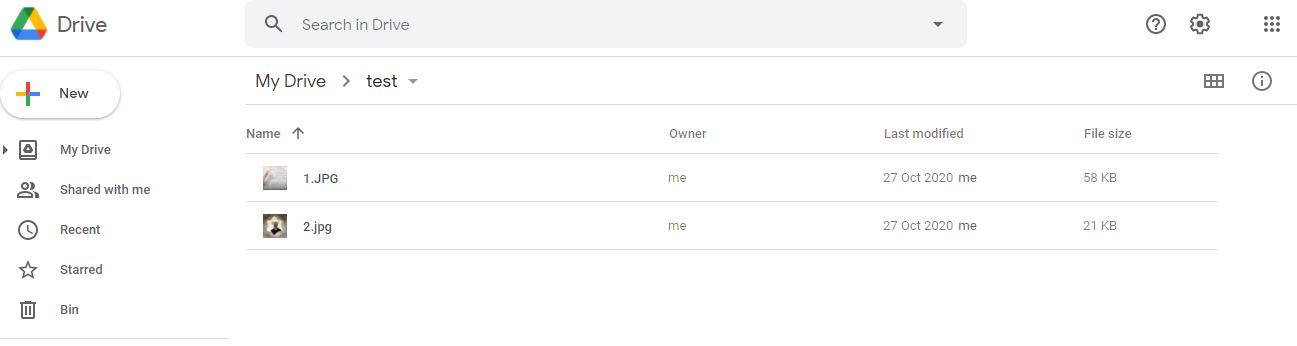 Drive
Search in Drive
New
My Drive > test
My Drive
Shared with me
Recent
Starred
Bin
Name Owner Last modified File size
1.JPG me 27 Oct 2020 me 58 KB
2.jpg me 27 Oct 2020 me 21 KB